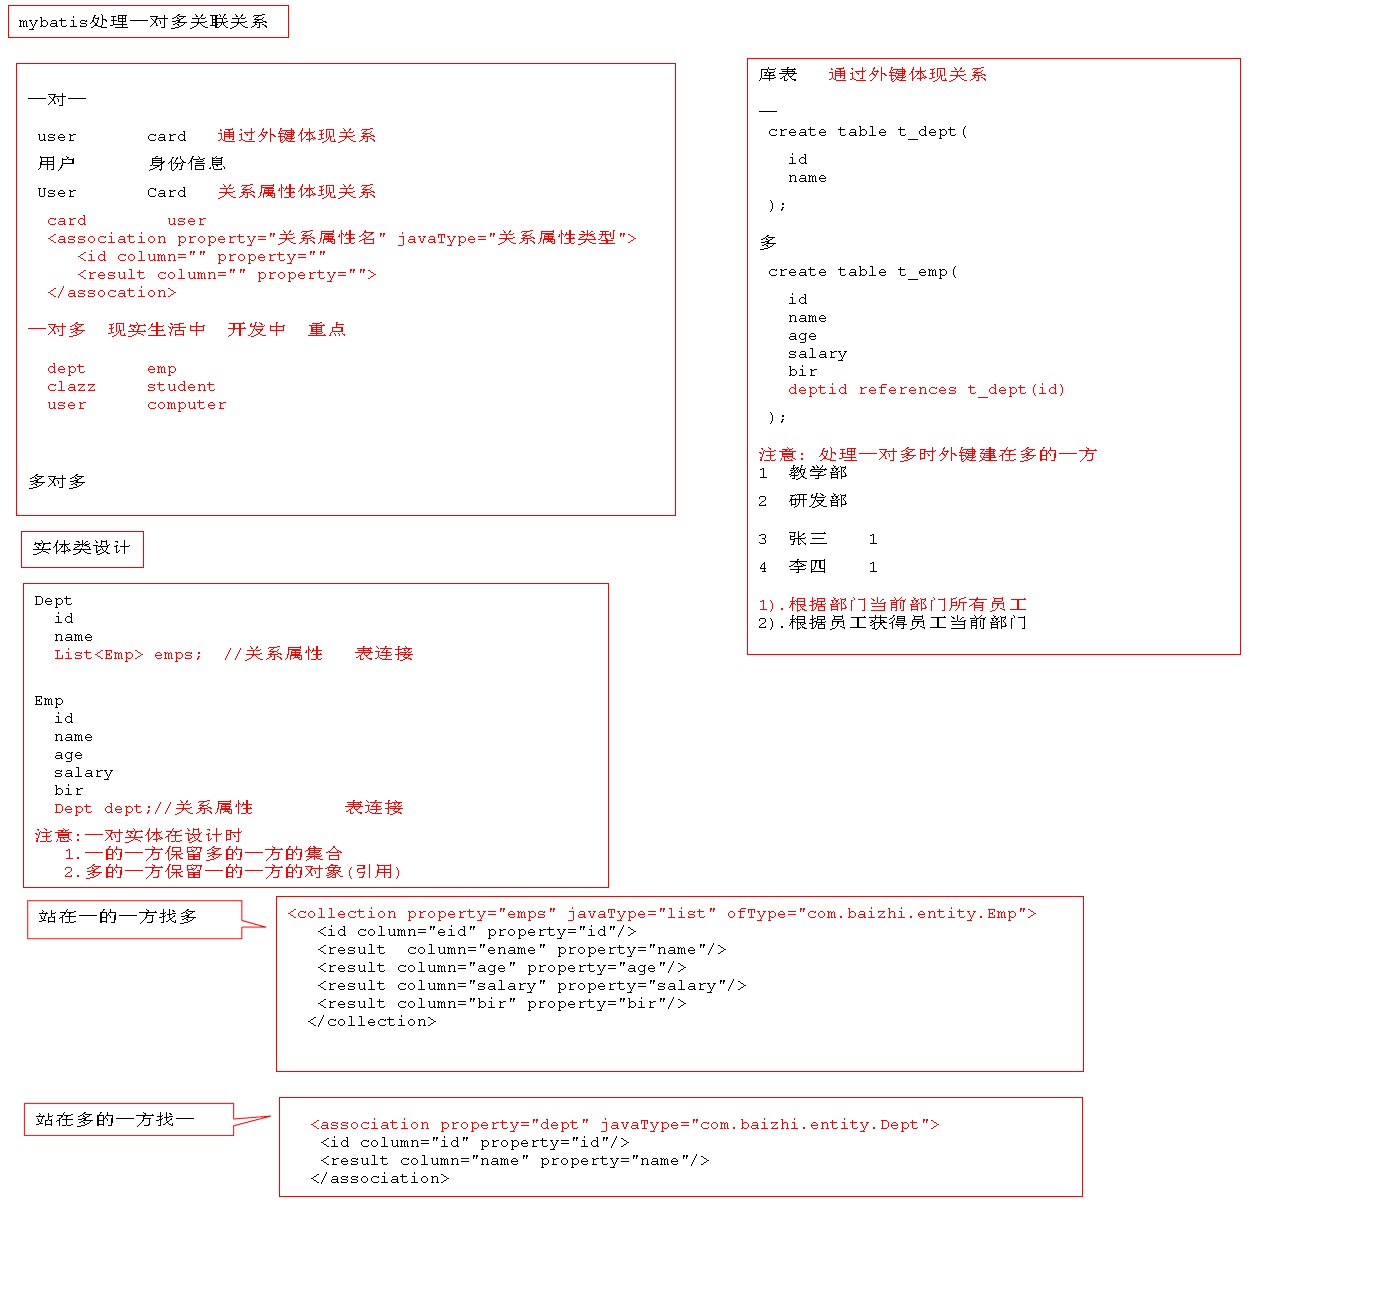 mybatis处理一对多关联关系
一对一
user card 通过外键体现关系
用户 身份信息
User Card 关系属性体现关系
card user
<association property="关系属性名" javaType="关系属性类型">
<id column="" property=""
<result column="" property="">
</assocation>
一对多 现实生活中 开发中 重点
dept emp
clazz student
user computer
多对多
库表 通过外键体现关系
一
create table t_dept(
id
name
);
多
create table t_emp(
id
name
age
salary
bir
deptid references t_dept(id)
);
注意: 处理一对多时外键建在多的一方
1 教学部
2 研发部
3 张三 1
4 李四 1
1).根据部门当前部门所有员工
2).根据员工获得员工当前部门
实体类设计
Dept
id
name
List<Emp> emps; //关系属性 表连接
Emp
id
name
age
salary
bir
Dept dept;//关系属性 表连接
注意:一对实体在设计时
1.一的一方保留多的一方的集合
2.多的一方保留一的一方的对象(引用)
站在一的一方找多
<collection property="emps" javaType="list" ofType="com.baizhi.entity.Emp">
<id column="eid" property="id"/>
<result  column="ename" property="name"/>
<result column="age" property="age"/>
<result column="salary" property="salary"/>
<result column="bir" property="bir"/>
</collection>
站在多的一方找一
<association property="dept" javaType="com.baizhi.entity.Dept">
<id column="id" property="id"/>
<result column="name" property="name"/>
</association>